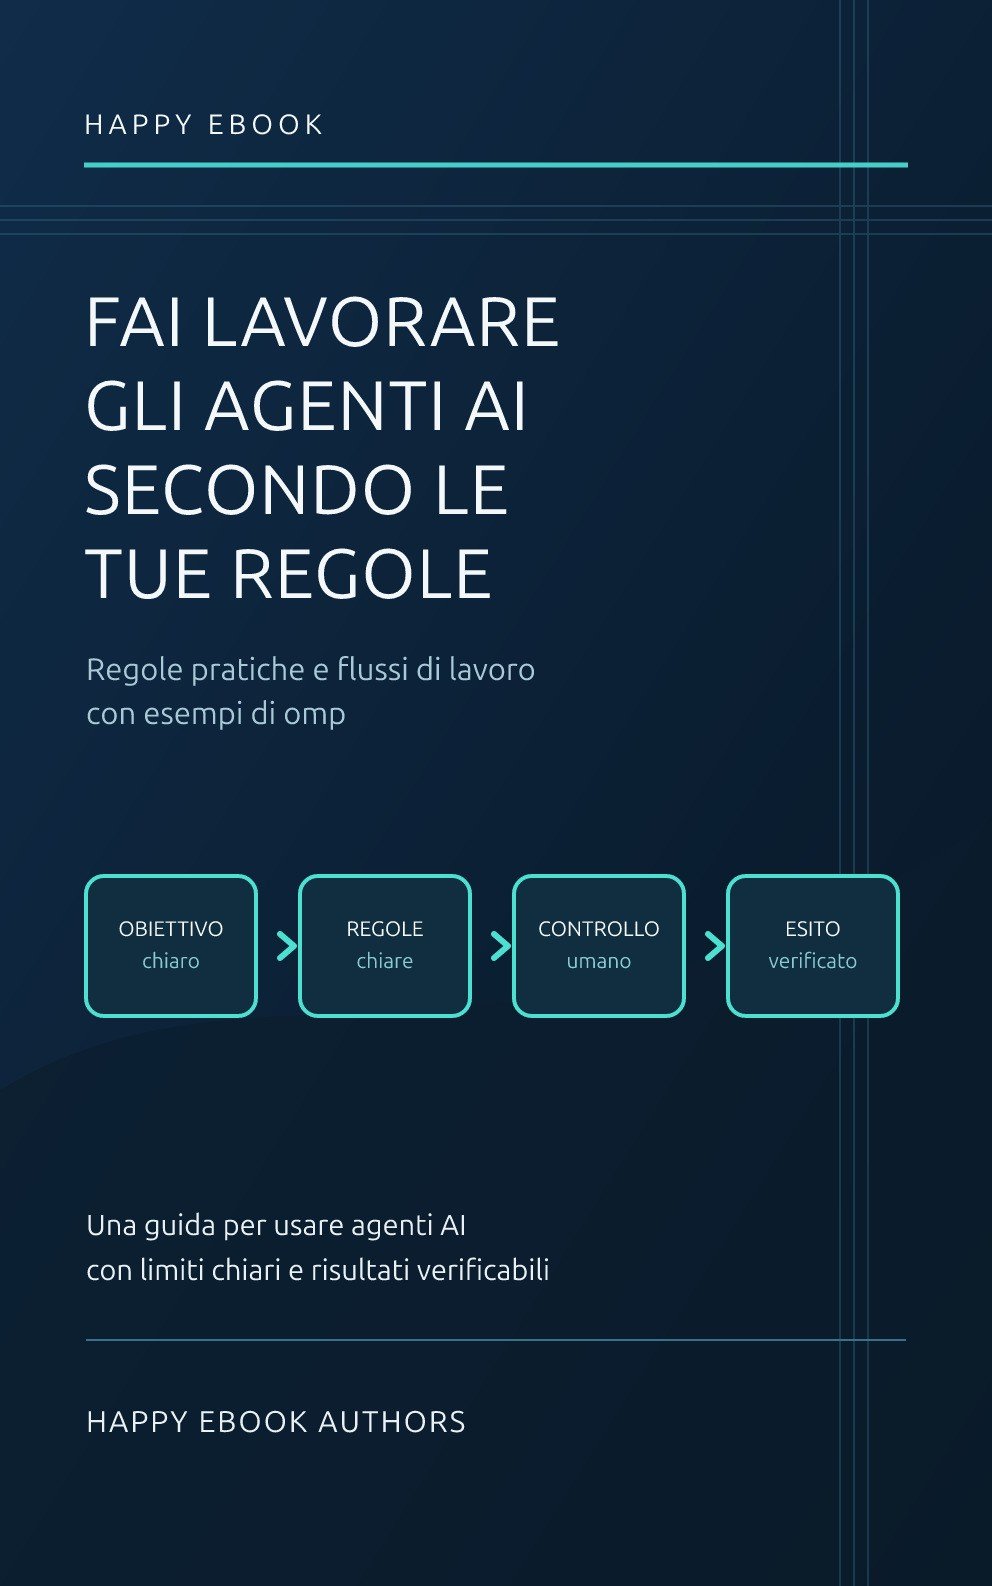 HAPPY EBOOK
FAI LAVORARE
GLI AGENTI AI
SECONDO LE
TUE REGOLE
Regole pratiche e flussi di lavoro
con esempi di omp
OBIETTIVO
chiaro
REGOLE
chiare
CONTROLLO
umano
ESITO
verificato
Una guida per usare agenti AI
con limiti chiari e risultati verificabili
HAPPY EBOOK AUTHORS